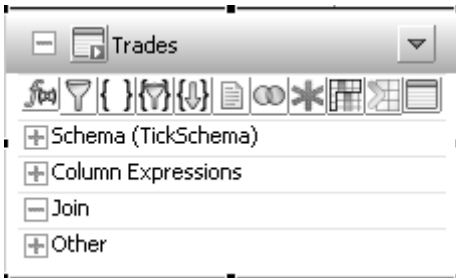 Trades
f(x) { }
Schema (TickSchema)
Column Expressions
Join
Other